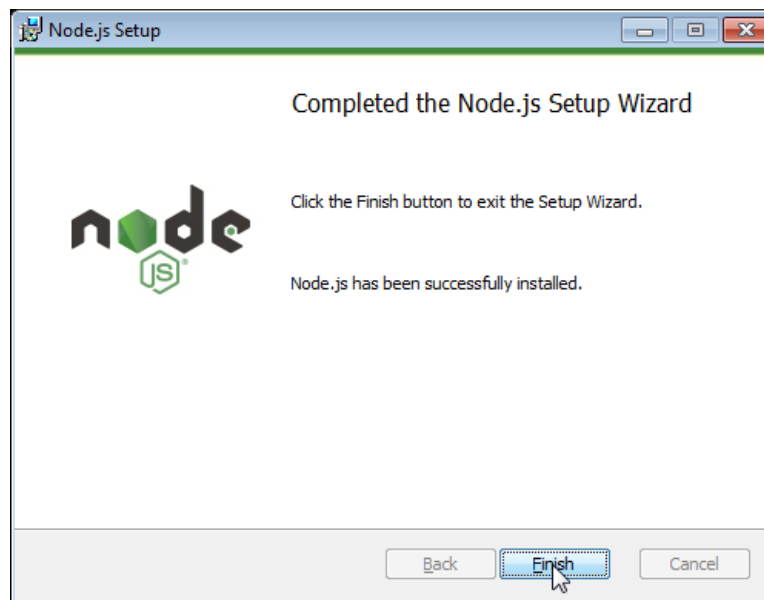 Node.js Setup
Completed the Node.js Setup Wizard
Click the Finish button to exit the Setup Wizard.
node
JS
Node.js has been successfully installed.
Back
Finish
Cancel